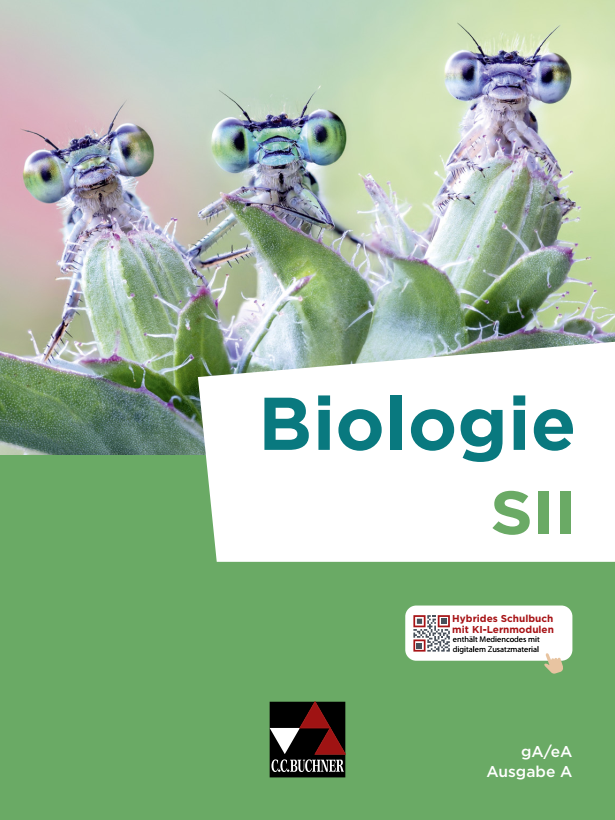 Biologie
SII
Hybrides Schulbuch
mit KI-Lernmodulen
enthält Mediencodes mit
digitalem Zusatzmaterial
C.C.BUCHNER
gA/eA
Ausgabe A